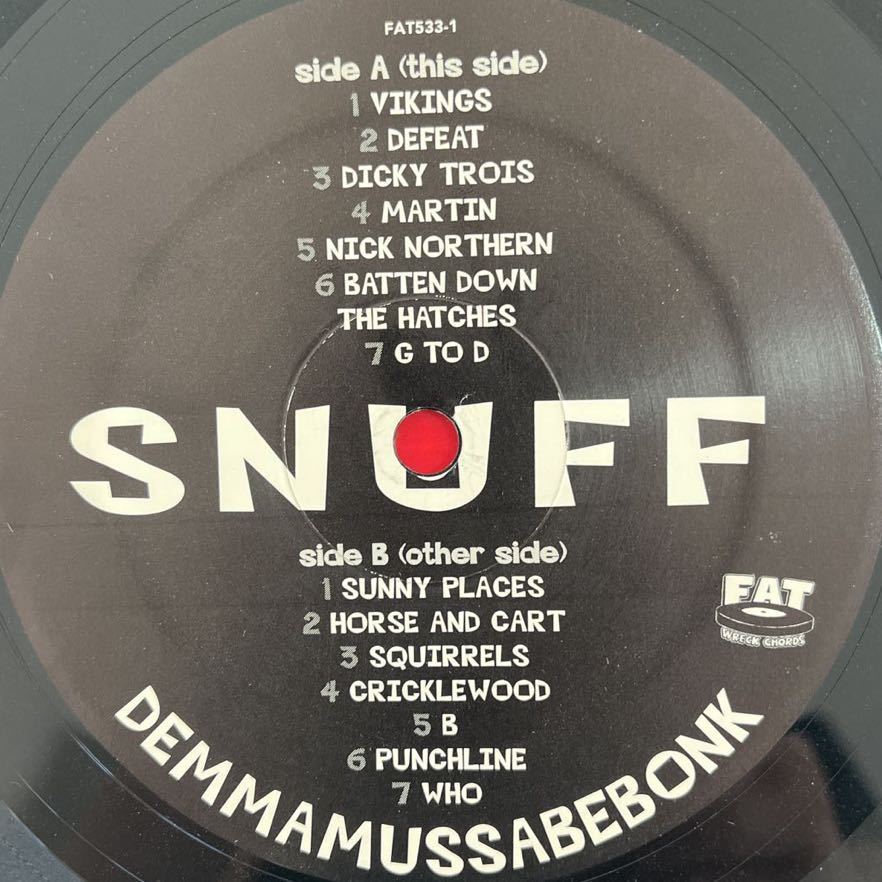 FAT533-1
side A (this side)
1 VIKINGS
2 DEFEAT
3 DICKY TROIS
4 MARTIN
5 NICK NORTHERN
6 BATTEN DOWN
THE HATCHES
7 G TO D
SNUFF
side B (other side)
1 SUNNY PLACES
2 HORSE AND CART
3 SQUIRRELS
4 CRICKLEWOOD
5 B
6 PUNCHLINE
7 WHO
FAT
WRECK CHORDS
DEMMAMUSSABEBONK